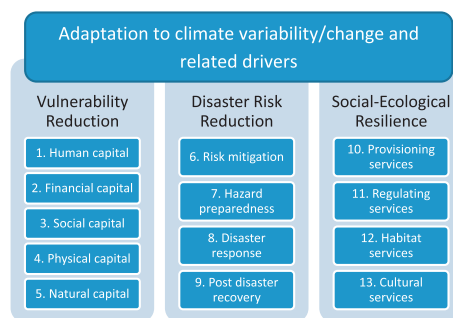 Adaptation to climate variability/change and
related drivers
Vulnerability
Reduction
1. Human capital
2. Financial capital
3. Social capital
4. Physical capital
5. Natural capital
Disaster Risk
Reduction
6. Risk mitigation
7. Hazard
preparedness
8. Disaster
response
9. Post disaster
recovery
Social-Ecological
Resilience
10. Provisioning
services
11. Regulating
services
12. Habitat
services
13. Cultural
services